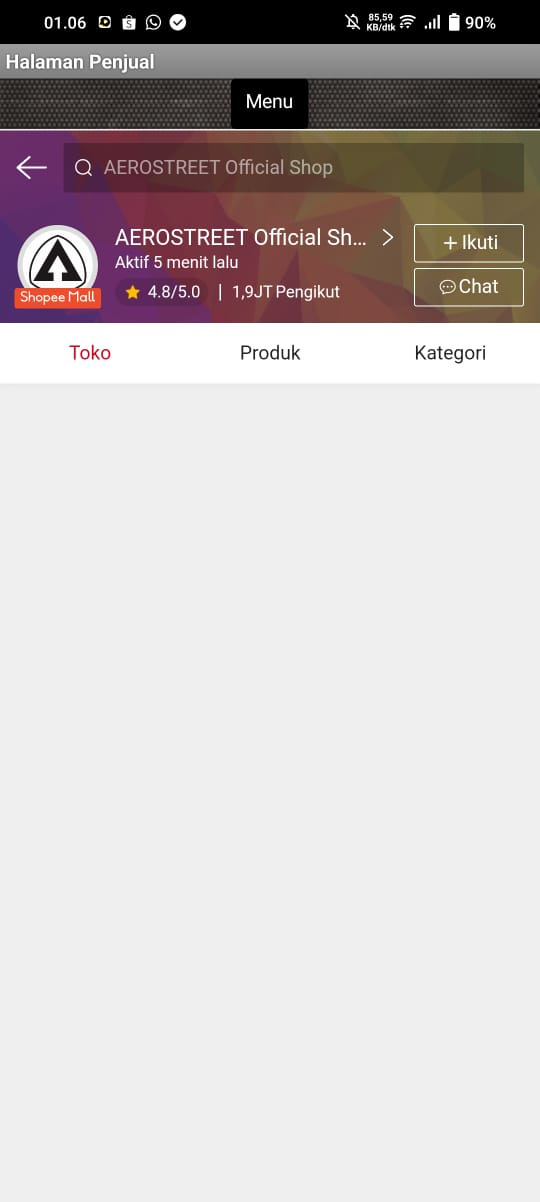 01.06
85,59
KB/dtk
90%
Halaman Penjual
Menu
AEROSTREET Official Shop
AEROSTREET Official Sh...
+ Ikuti
Aktif 5 menit lalu
Chat
Shopee Mall
4.8/5.0 | 1,9JT Pengikut
Toko
Produk
Kategori